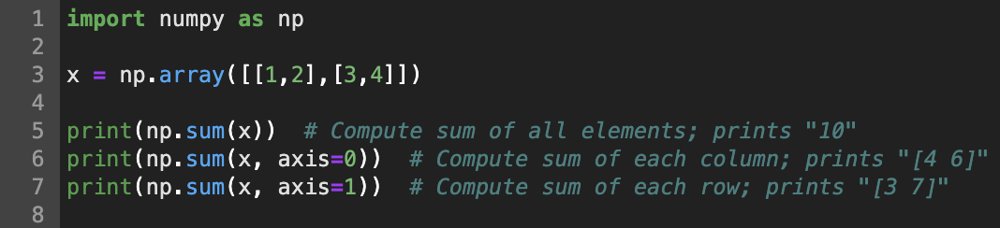 1 import numpy as np
2
3 x = np.array([[1,2],[3,4]])
4
5 print(np.sum(x))  # Compute sum of all elements; prints "10"
6 print(np.sum(x, axis=0))  # Compute sum of each column; prints "[4 6]"
7 print(np.sum(x, axis=1))  # Compute sum of each row; prints "[3 7]"
8